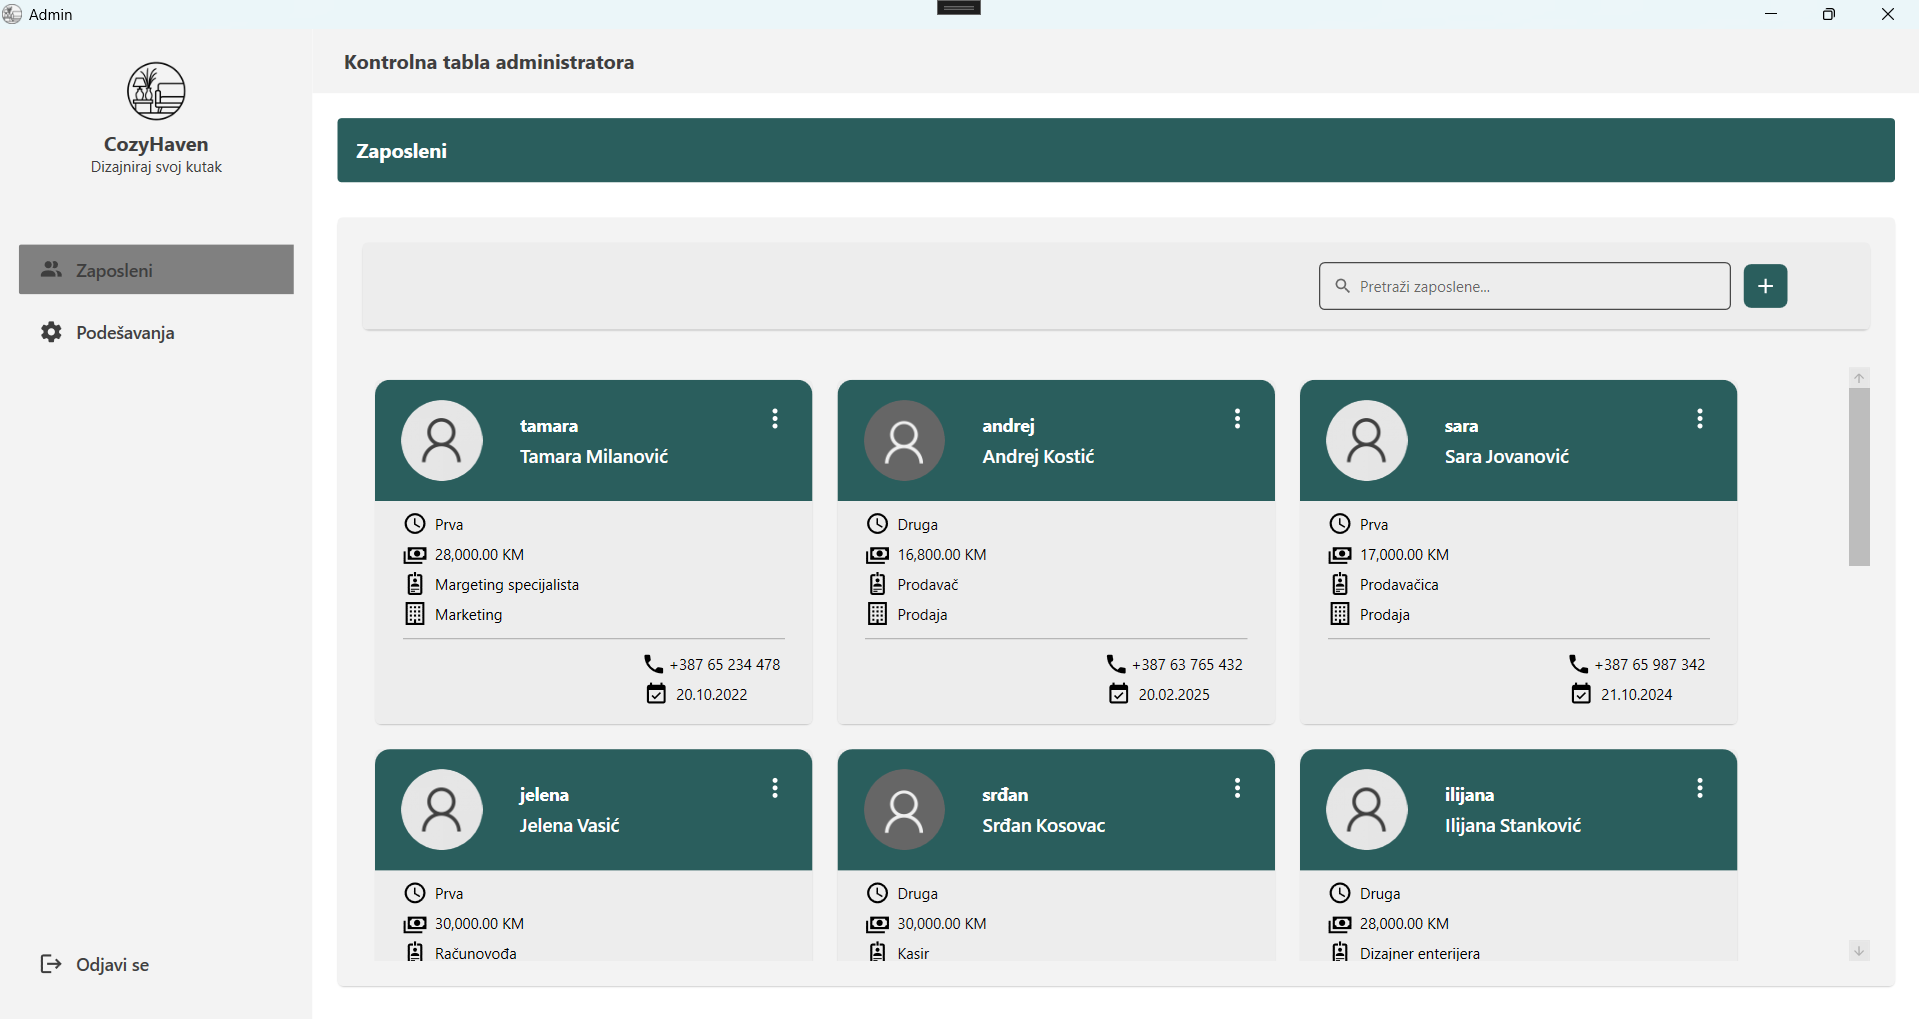 Admin
CozyHaven
Dizajniraj svoj kutak
Zaposleni
Podešavanja
Odjavi se
Kontrolna tabla administratora
Zaposleni
Pretraži zaposlene...
tamara
Tamara Milanović
Prva
28,000.00 KM
Margeting specijalista
Marketing
+387 65 234 478
20.10.2022
andrej
Andrej Kostić
Druga
16,800.00 KM
Prodavač
Prodaja
+387 63 765 432
20.02.2025
sara
Sara Jovanović
Prva
17,000.00 KM
Prodavačica
Prodaja
+387 65 987 342
21.10.2024
jelena
Jelena Vasić
Prva
30,000.00 KM
Računovođa
srđan
Srđan Kosovac
Druga
30,000.00 KM
Kasir
ilijana
Ilijana Stanković
Druga
28,000.00 KM
Dizajner enterijera